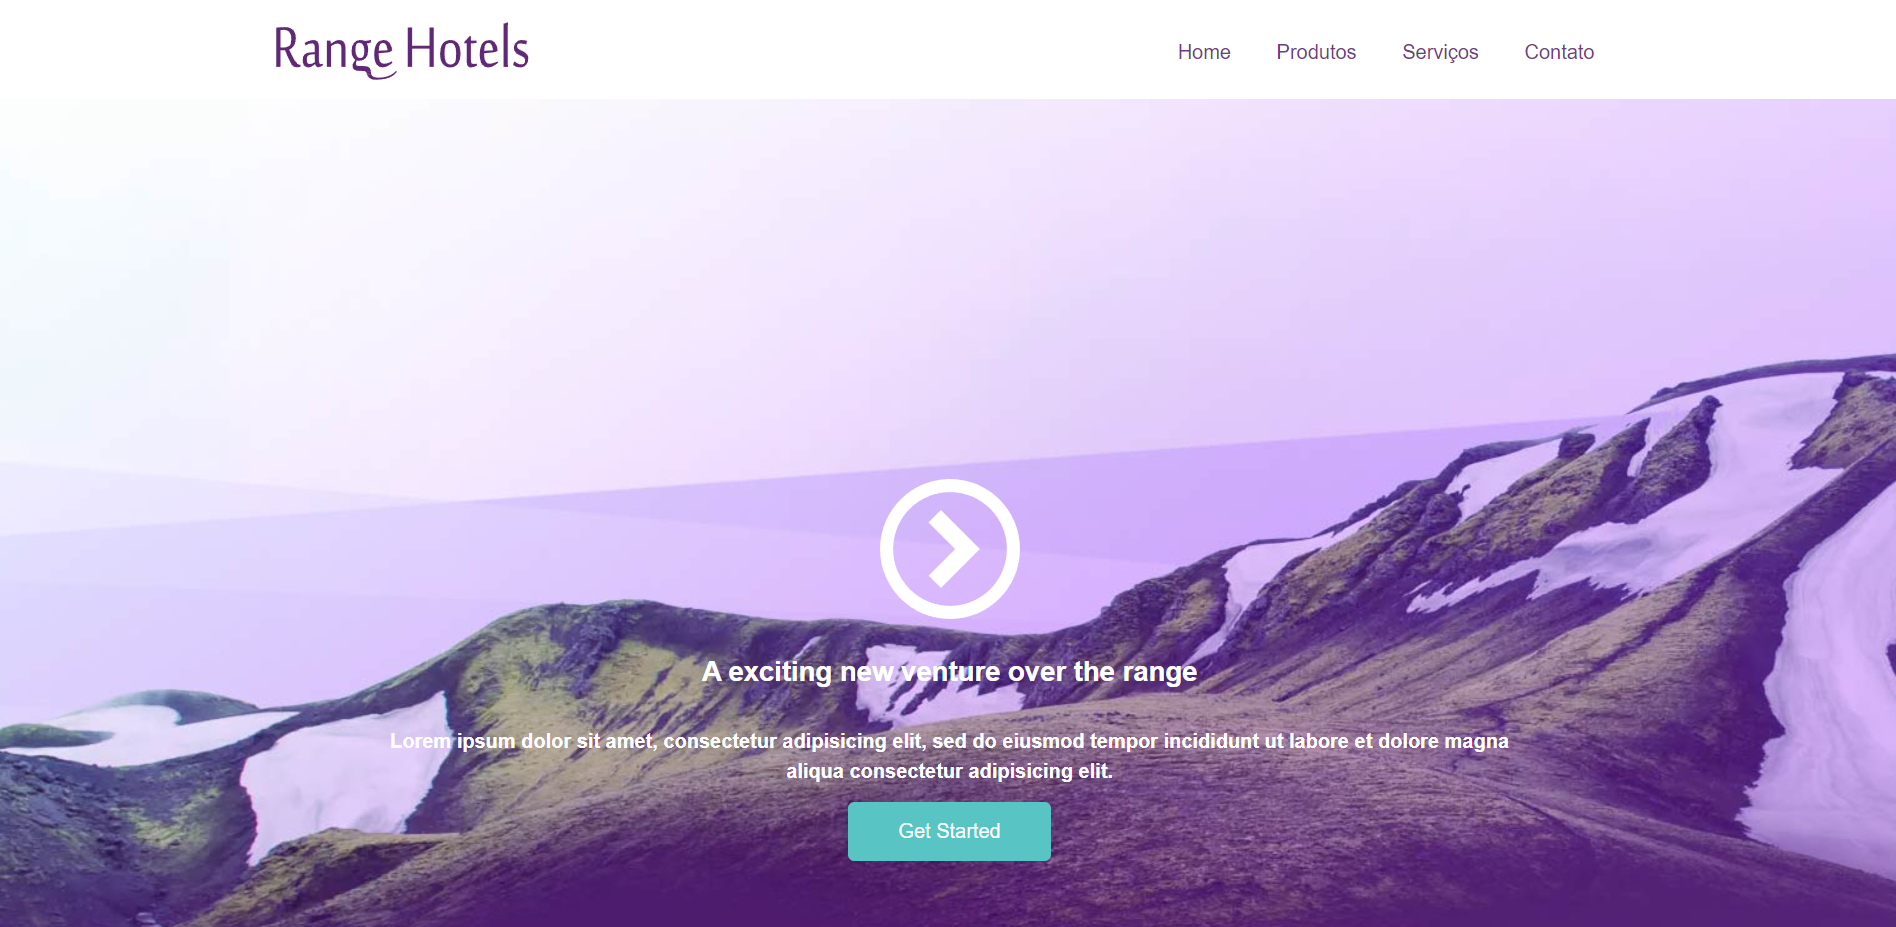 Range Hotels
Home Produtos Serviços Contato
A exciting new venture over the range
Lorem ipsum dolor sit amet, consectetur adipisicing elit, sed do eiusmod tempor incididunt ut labore et dolore magna
aliqua consectetur adipisicing elit.
Get Started